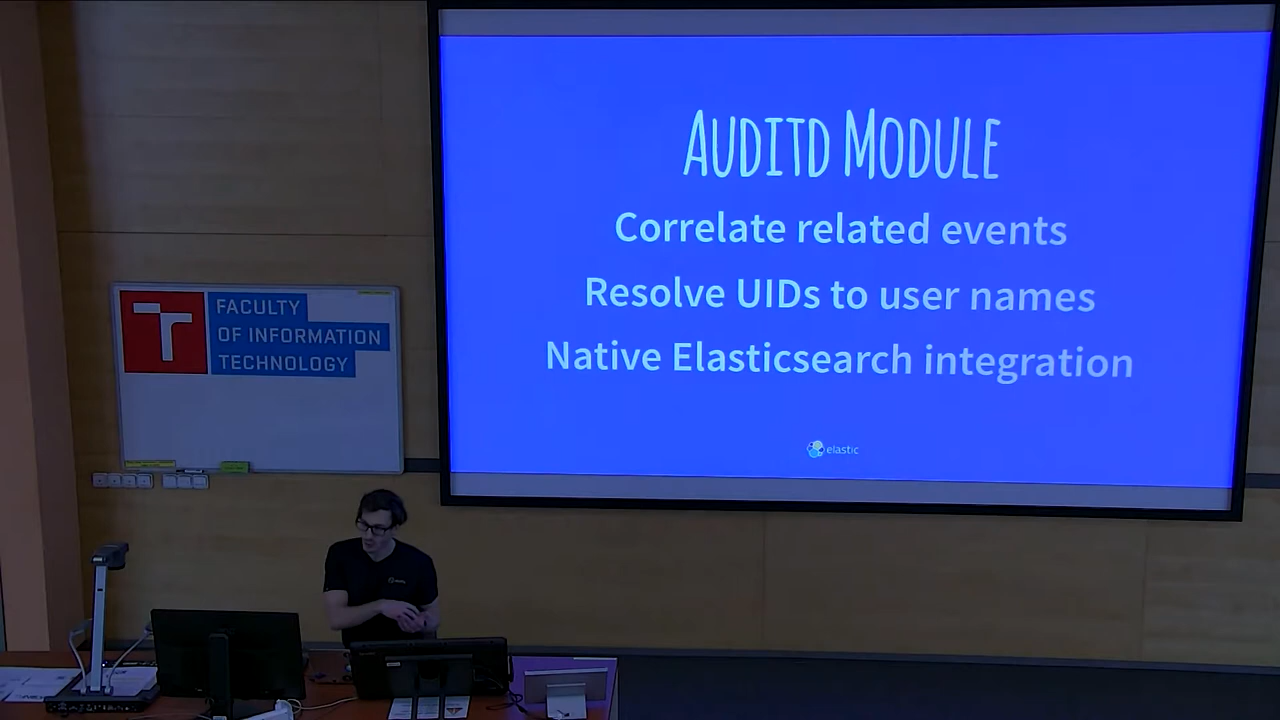 AUDITD MODULE
Correlate related events
Resolve UIDs to user names
Native Elasticsearch integration
elastic
FACULTY
OF INFORMATION
TECHNOLOGY